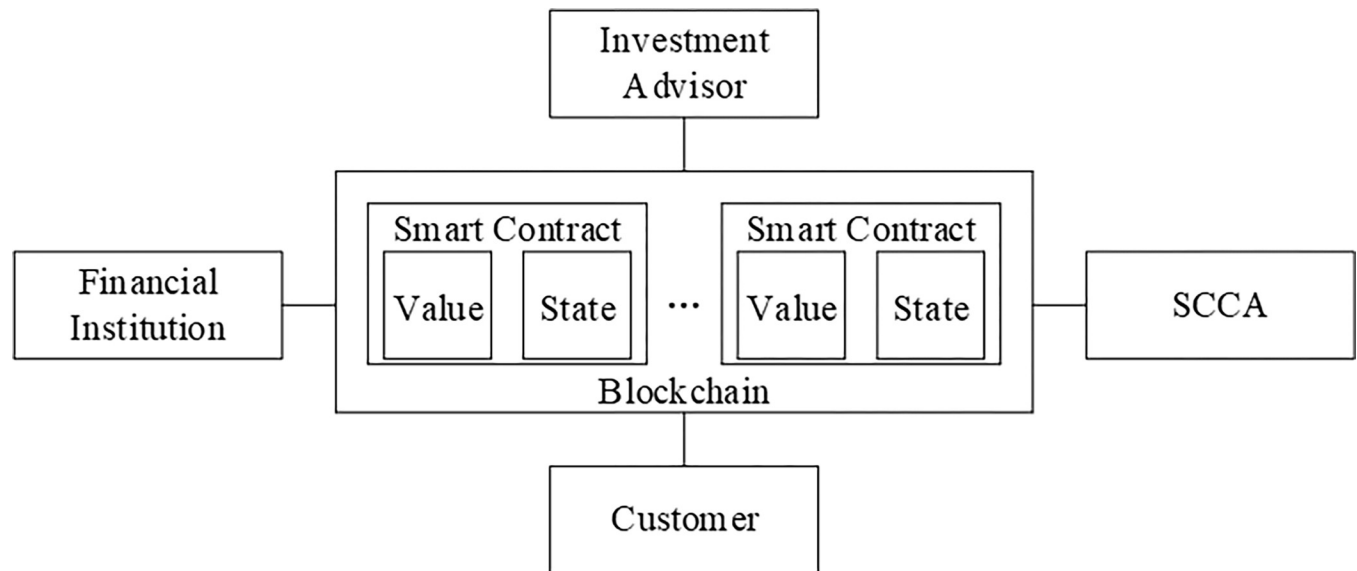 Investment
Advisor
Financial
Institution
Smart Contract
Value
State
...
Smart Contract
Value
State
Blockchain
SCCA
Customer